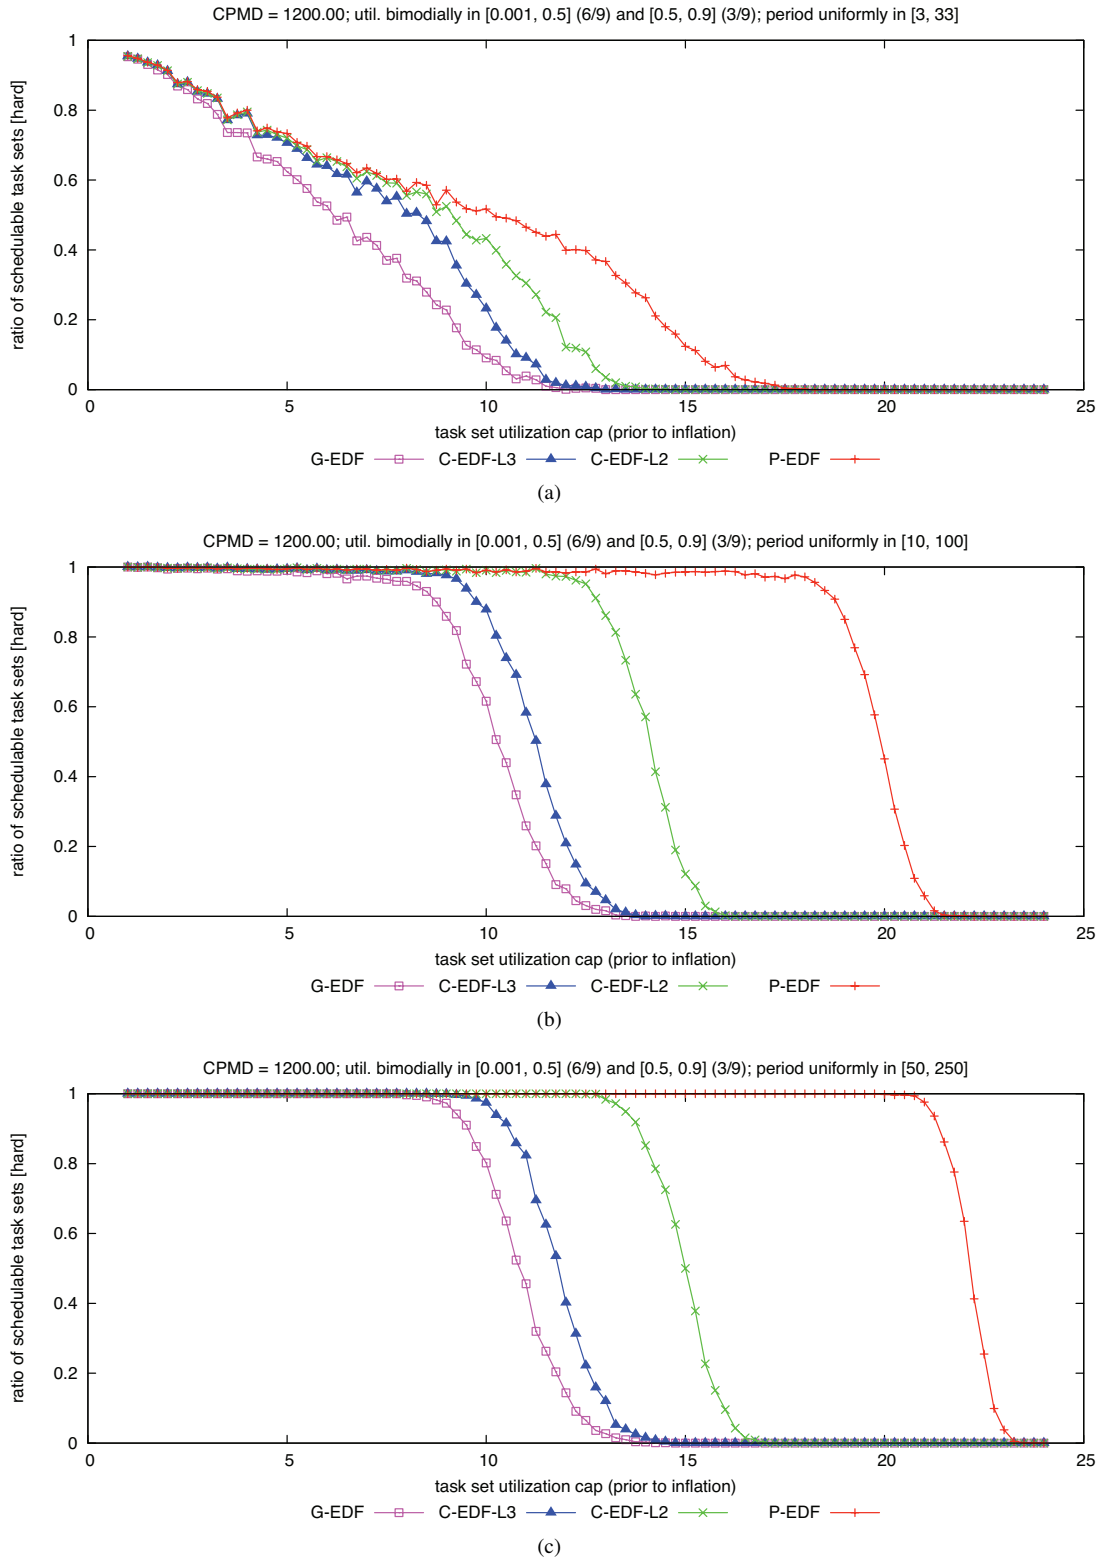 CPMD = 1200.00; util. bimodially in [0.001, 0.5] (6/9) and [0.5, 0.9] (3/9); period uniformly in [3, 33]
ratio of schedulable task sets [hard]
1
0.8
0.6
0.4
0.2
0
0 5 10 15 20 25
task set utilization cap (prior to inflation)
G-EDF C-EDF-L3 C-EDF-L2 P-EDF
(a)
CPMD = 1200.00; util. bimodially in [0.001, 0.5] (6/9) and [0.5, 0.9] (3/9); period uniformly in [10, 100]
ratio of schedulable task sets [hard]
1
0.8
0.6
0.4
0.2
0
0 5 10 15 20 25
task set utilization cap (prior to inflation)
G-EDF C-EDF-L3 C-EDF-L2 P-EDF
(b)
CPMD = 1200.00; util. bimodially in [0.001, 0.5] (6/9) and [0.5, 0.9] (3/9); period uniformly in [50, 250]
ratio of schedulable task sets [hard]
1
0.8
0.6
0.4
0.2
0
0 5 10 15 20 25
task set utilization cap (prior to inflation)
G-EDF C-EDF-L3 C-EDF-L2 P-EDF
(c)